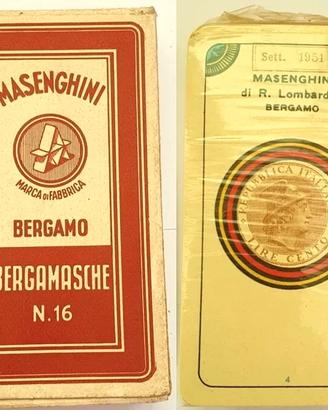 MASENGHINI
MARCA DI FABBRICA
BERGAMO
BERGAMASCHE
N.16
Sett. 1951
MASENGHINI
di R. Lombard
BERGAMO
REPUBBLICA ITAL
LIRE CENTO
4